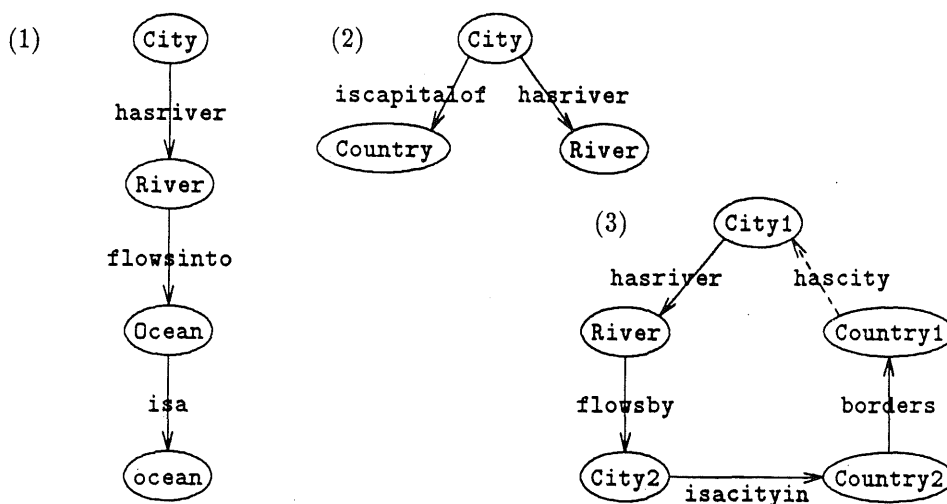 (1)
City
hasriver
River
flowsinto
Ocean
isa
ocean
(2)
City
iscapitalof
hasriver
Country
River
(3)
City1
hasriver
hascity
River
Country1
flowsby
borders
City2
isacityin
Country2